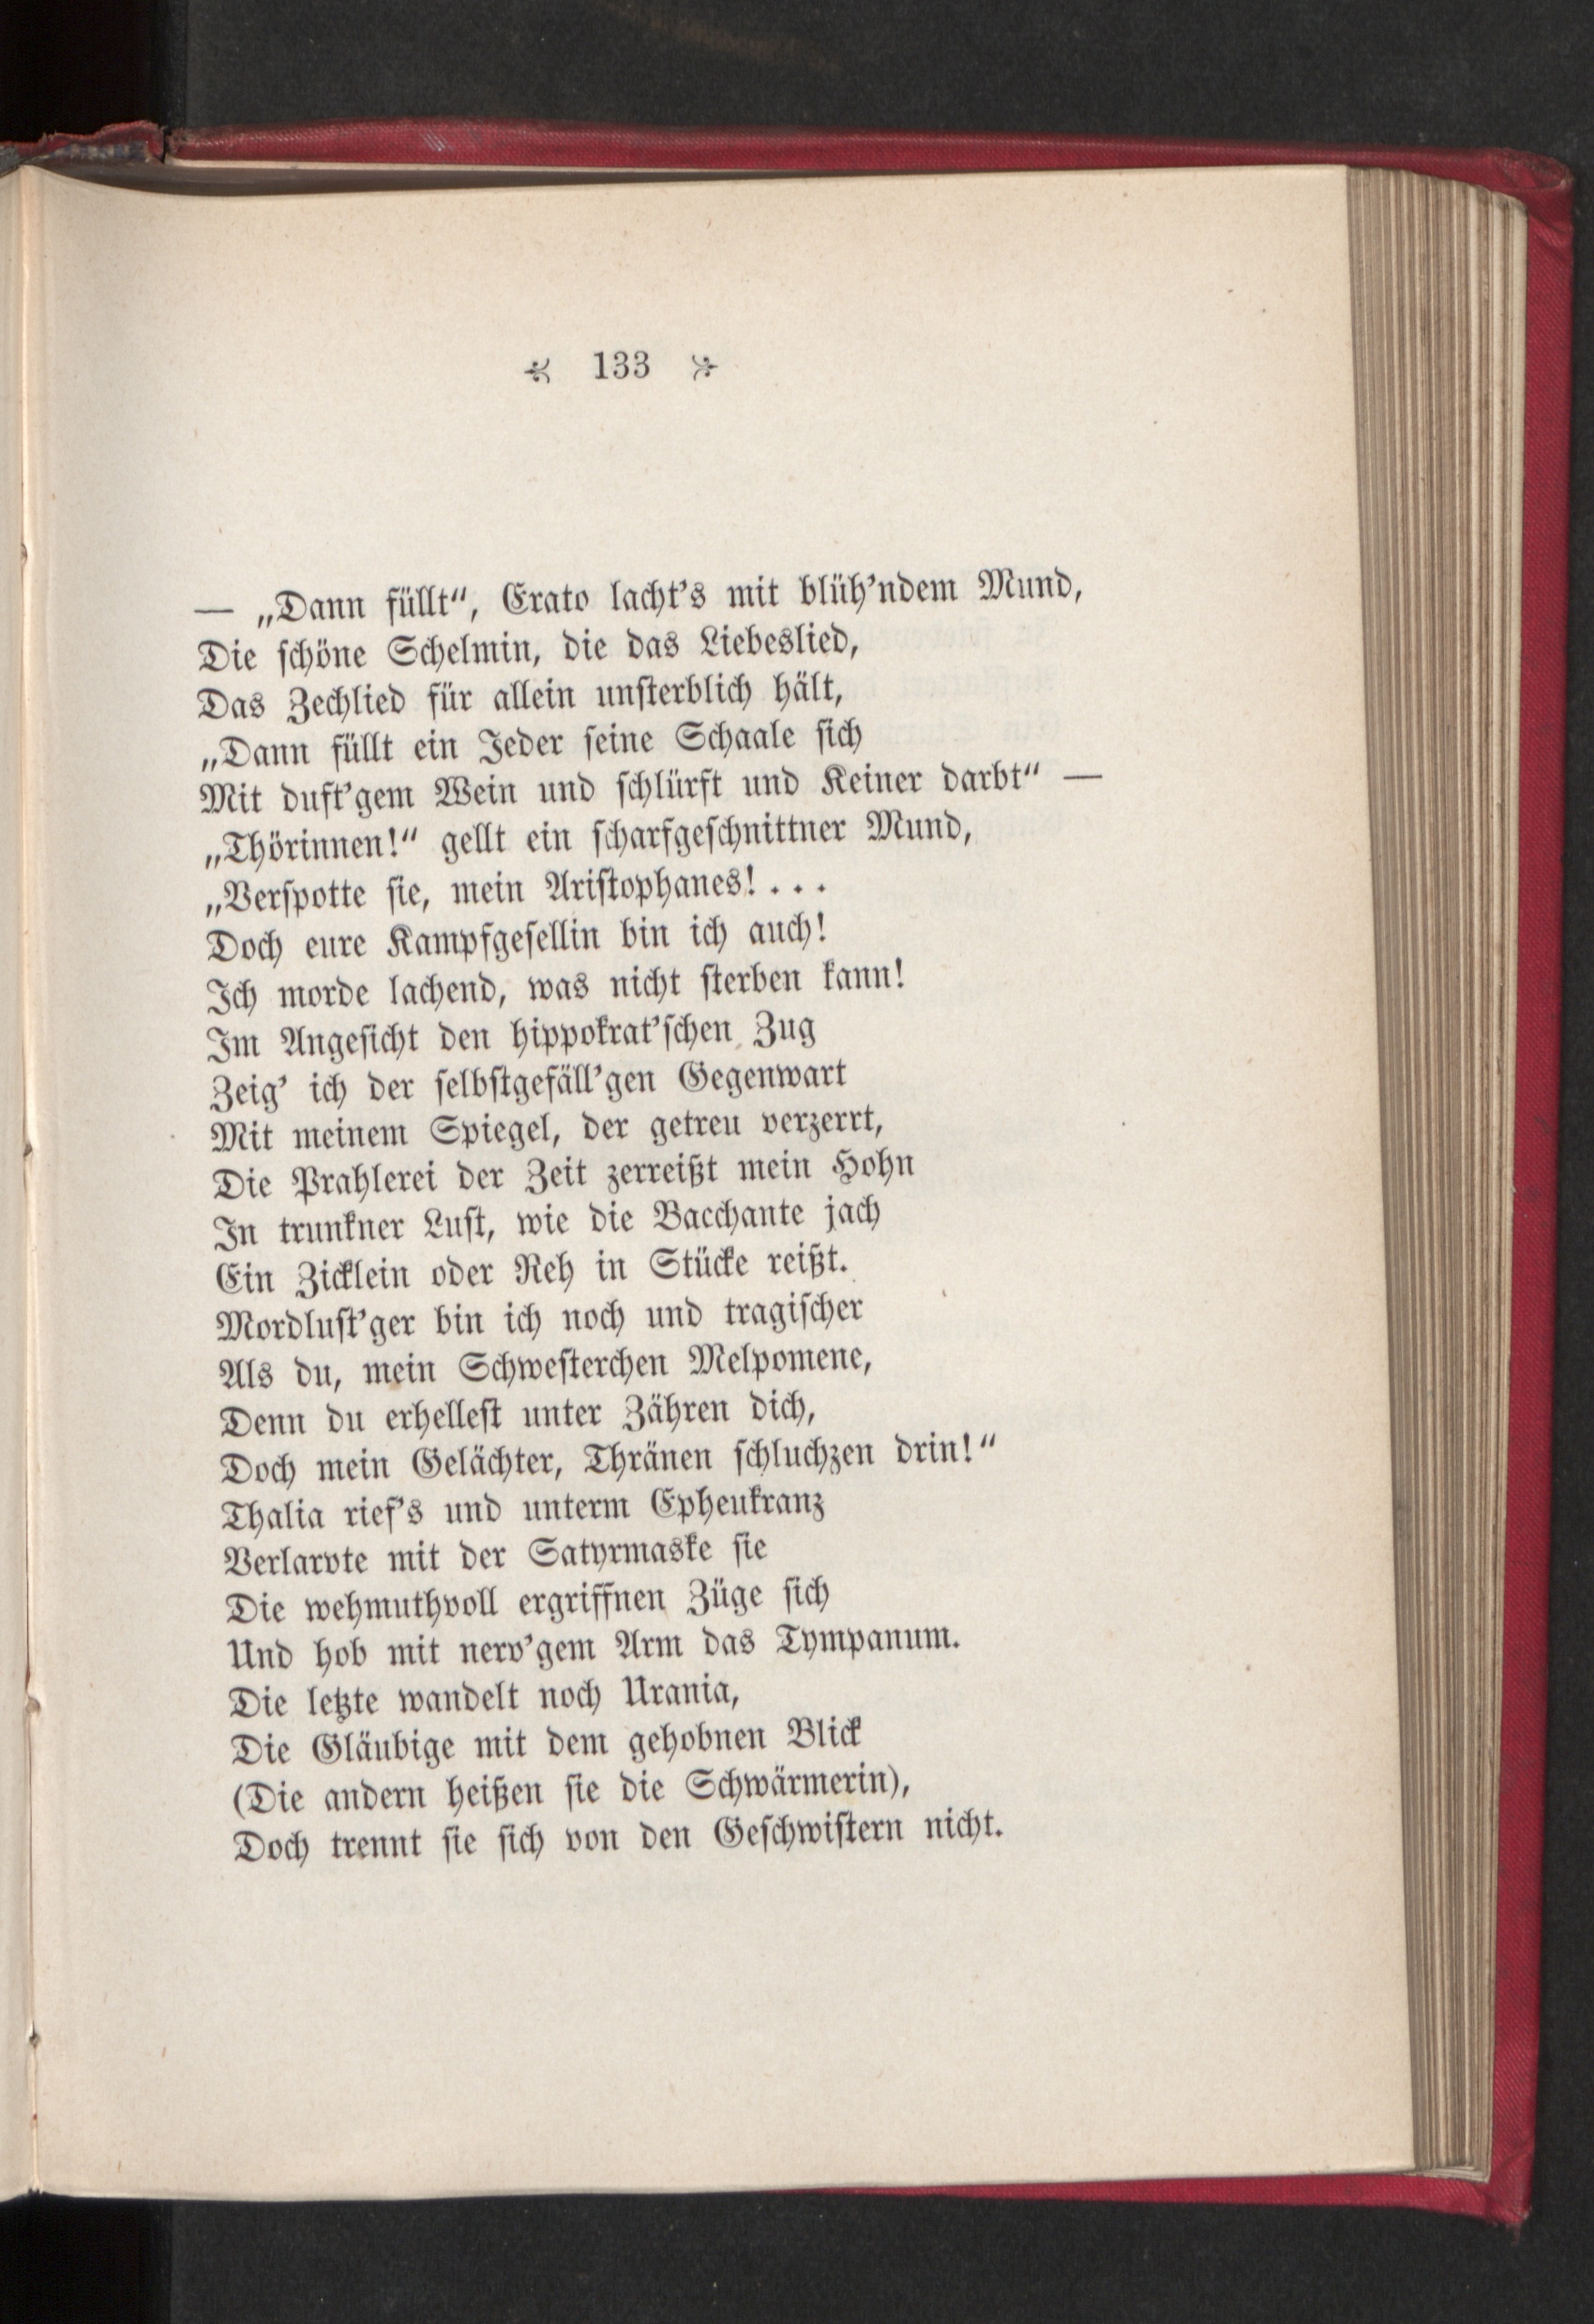 133
— „Dann füllt“, Erato lacht’s mit blüh’ndem Mund,
Die schöne Schelmin, die das Liebeslied,
Das Zechlied für allein unsterblich hält,
„Dann füllt ein Jeder seine Schaale sich
Mit duft’gem Wein und schlürft und Keiner darbt“ —
„Thörinnen!“ gellt ein scharfgeschnittner Mund,
„Verspotte sie, mein Aristophanes! . . .
Doch eure Kampfgesellin bin ich auch!
Ich morde lachend, was nicht sterben kann!
Im Angesicht den hippokrat’schen Zug
Zeig’ ich der selbstgefäll’gen Gegenwart
Mit meinem Spiegel, der getreu verzerrt,
Die Prahlerei der Zeit zerreißt mein Hohn
In trunkner Lust, wie die Bacchante jach
Ein Zicklein oder Reh in Stücke reißt.
Mordlust’ger bin ich noch und tragischer
Als du, mein Schwesterchen Melpomene,
Denn du erhellest unter Zähren dich,
Doch mein Gelächter, Thränen schluchzen drin!“
Thalia rief’s und unterm Epheukranz
Verlarvte mit der Satyrmaske sie
Die wehmuthvoll ergriffnen Züge sich
Und hob mit nerv’gem Arm das Tympanum.
Die letzte wandelt noch Urania,
Die Gläubige mit dem gehobnen Blick
(Die andern heißen sie die Schwärmerin),
Doch trennt sie sich von den Geschwistern nicht.